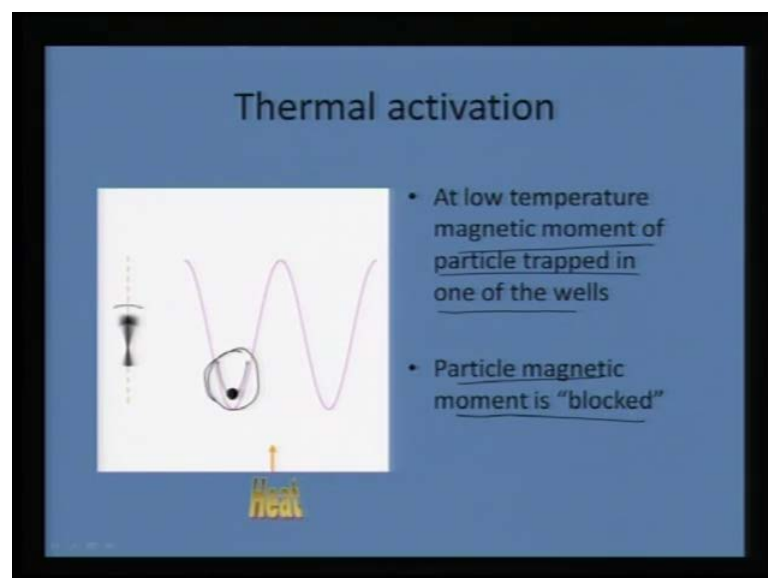 Thermal activation
• At low temperature
magnetic moment of
particle trapped in
one of the wells
• Particle magnetic
moment is “blocked”
Heat